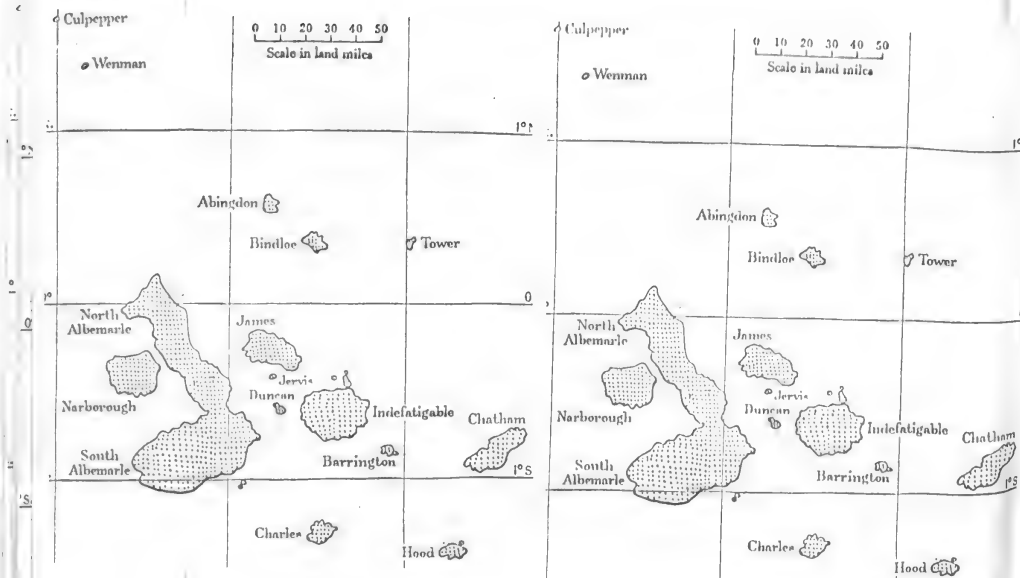 Culpepper
0 10 20 30 40 50
Scale in land miles
Wenman
1°
Abingdon
Bindloe
Tower
0
North
Albemarle
James
Narborough
Jervis
Duncan
Indefatigable
Chatham
South
Albemarle
Barrington
1°S
Charles
Hood
Culpepper
0 10 20 30 40 50
Scale in land miles
Wenman
1°
Abingdon
Bindloe
Tower
0
North
Albemarle
James
Narborough
Jervis
Duncan
Indefatigable
Chatham
South
Albemarle
Barrington
1°S
Charles
Hood